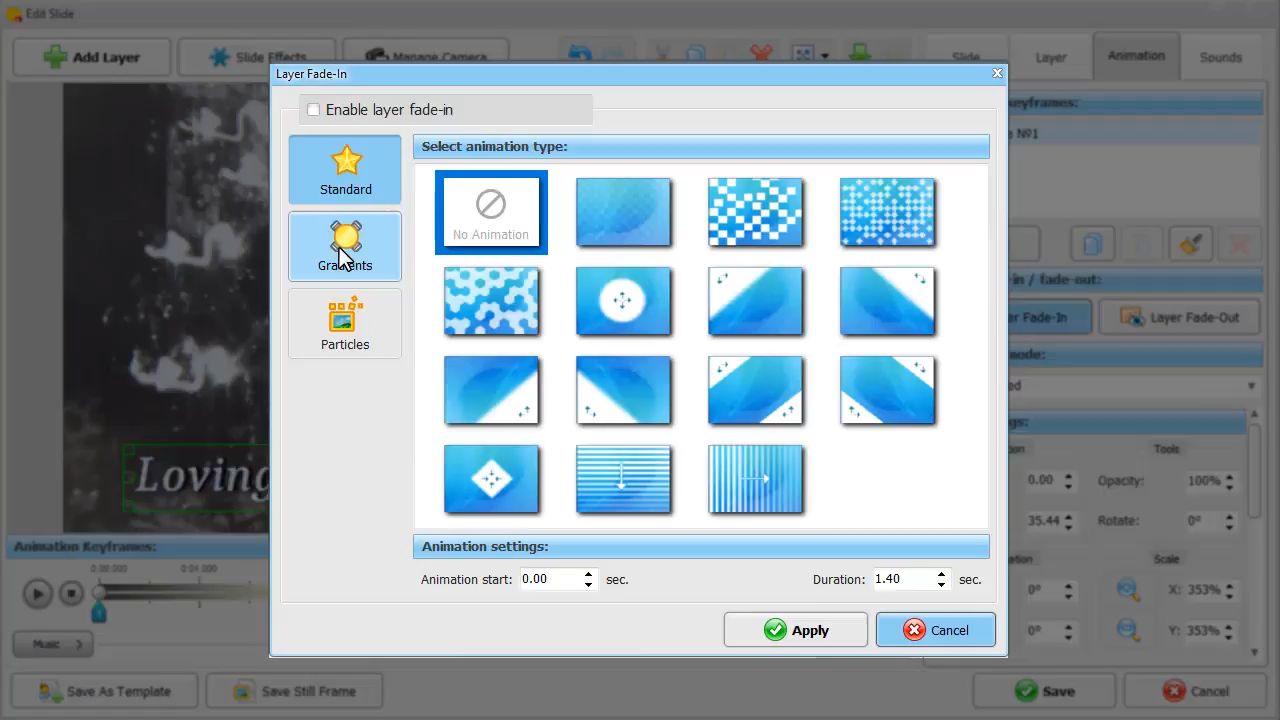 Edit Slide
Add Layer
Slide Effects
Manage Camera
Slide
Layer
Animation
Sounds
Layer Fade-In
Enable layer fade-in
Standard
Gradients
Particles
Select animation type:
No Animation
Animation settings:
Animation start: 0.00 sec.
Duration: 1.40 sec.
Apply
Cancel
keyframes:
Nº1
-in / fade-out:
er Fade-In
Layer Fade-Out
mode:
ed
gs:
Tools
0.00
Opacity: 100%
35.44
Rotate: 0°
Scale
0°
X: 353%
0°
Y: 353%
Loving
Animation Keyframes:
Music
Save As Template
Save Still Frame
Save
Cancel